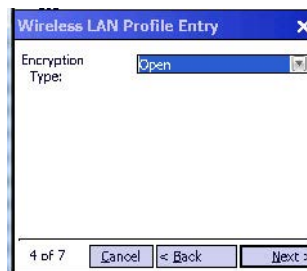 Wireless LAN Profile Entry X
Encryption Type:
Open
4 of 7
Cancel
< Back
Next >